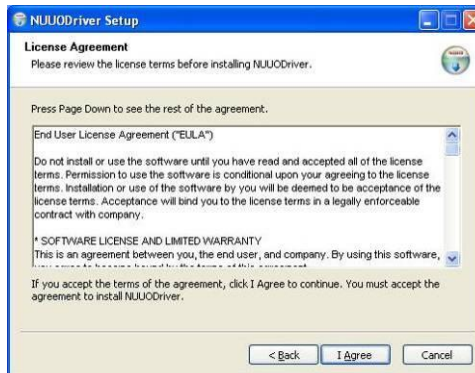 NUUODriver Setup
License Agreement
Please review the license terms before installing NUUODriver.
Press Page Down to see the rest of the agreement.
End User License Agreement ("EULA")
Do not install or use the software until you have read and accepted all of the license
terms. Permission to use the software is conditional upon your agreeing to the license
terms. Installation or use of the software by you will be deemed to be acceptance of the
license terms. Acceptance will bind you to the license terms in a legally enforceable
contract with company.
* SOFTWARE LICENSE AND LIMITED WARRANTY
This is an agreement between you, the end user, and company. By using this software,
If you accept the terms of the agreement, click I Agree to continue. You must accept the
agreement to install NUUODriver.
< Back
I Agree
Cancel